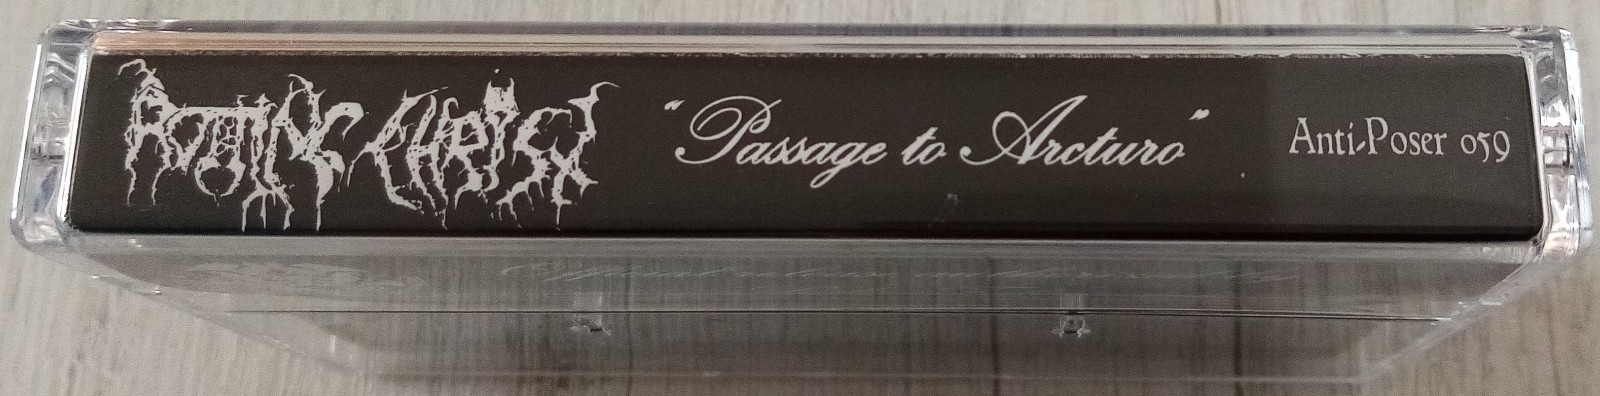 Rotting Christ "Passage to Arcturo" Anti-Poser 059